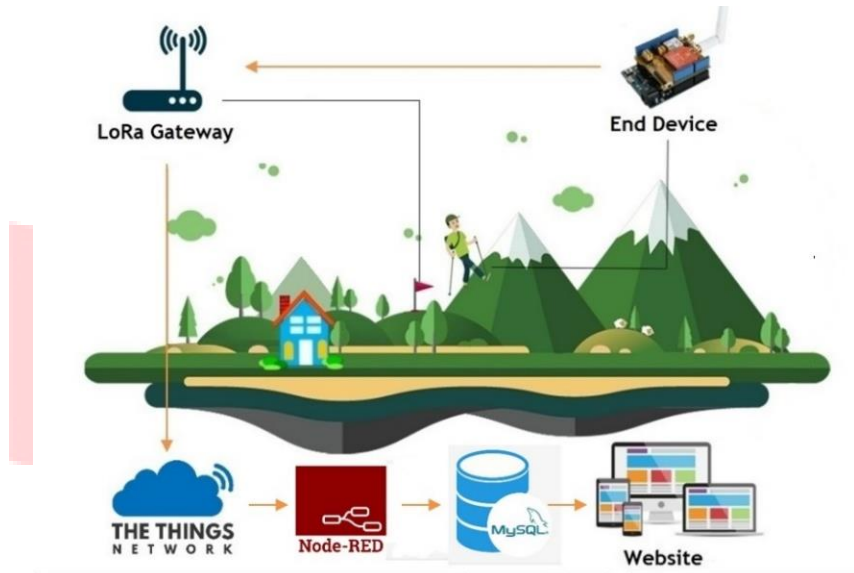 LoRa Gateway
End Device
THE THINGS
NETWORK
Node-RED
MySQL
Website